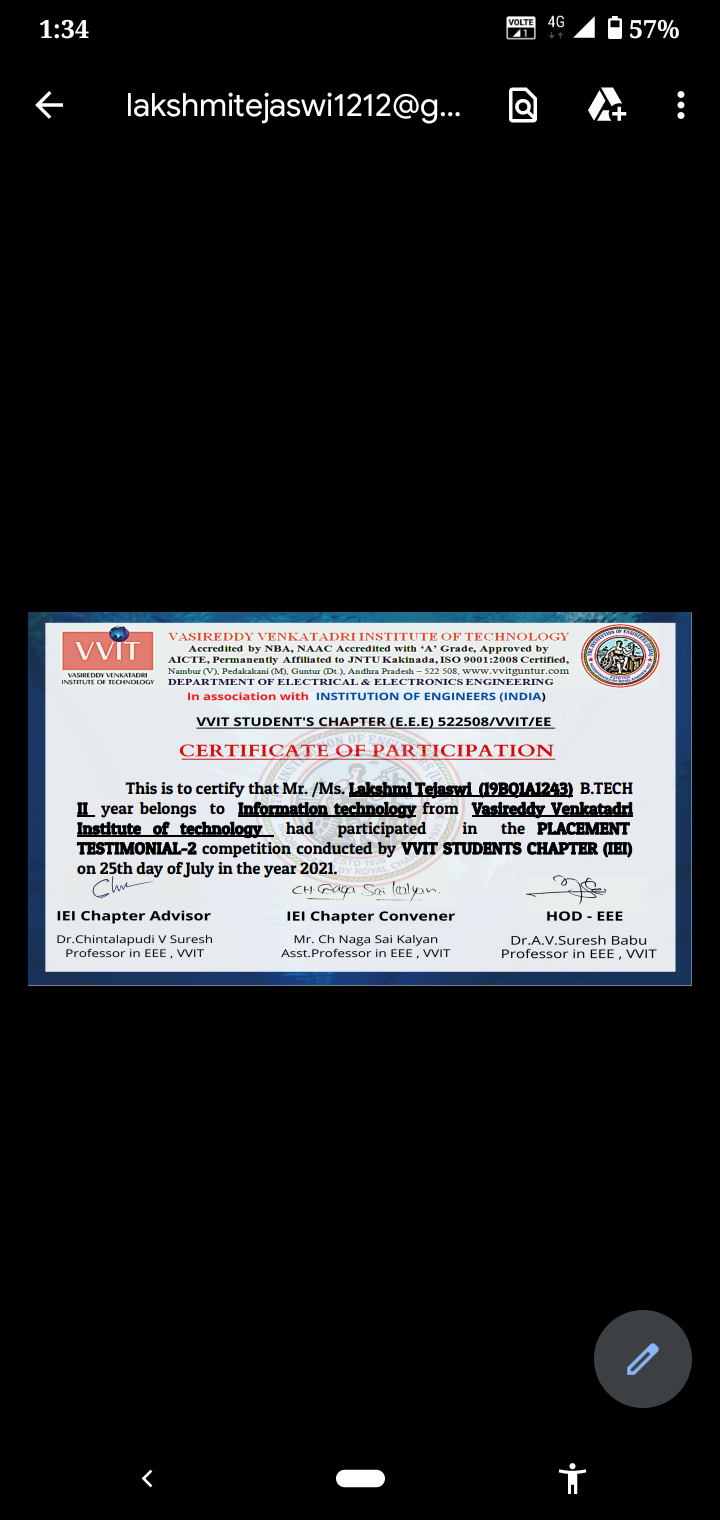 1:34
VOLTE 1 4G 57%
lakshmitejaswi1212@g...
VVIT
VASIREDDY VENKATADRI
INSTITUTE OF TECHNOLOGY
VASIREDDY VENKATADRI INSTITUTE OF TECHNOLOGY
Accredited by NBA, NAAC Accredited with ‘A’ Grade, Approved by
AICTE, Permanently Affiliated to JNTU Kakinada, ISO 9001:2008 Certified,
Nambur (V), Pedakakani (M), Guntur (Dt.), Andhra Pradesh – 522 508, www.vvitguntur.com
DEPARTMENT OF ELECTRICAL & ELECTRONICS ENGINEERING
In association with INSTITUTION OF ENGINEERS (INDIA)
VVIT STUDENT'S CHAPTER (E.E.E) 522508/VVIT/EE
CERTIFICATE OF PARTICIPATION
This is to certify that Mr. /Ms. Lakshmi Tejaswi (19BQ1A1243) B.TECH
II year belongs to Information technology from Vasireddy Venkatadri
Institute of technology had participated in the PLACEMENT
TESTIMONIAL-2 competition conducted by VVIT STUDENTS CHAPTER (IEI)
on 25th day of July in the year 2021.
CH Naga Sai Kalyan.
IEI Chapter Advisor IEI Chapter Convener HOD - EEE
Dr.Chintalapudi V Suresh Mr. Ch Naga Sai Kalyan Dr.A.V.Suresh Babu
Professor in EEE , VVIT Asst.Professor in EEE , VVIT Professor in EEE , VVIT